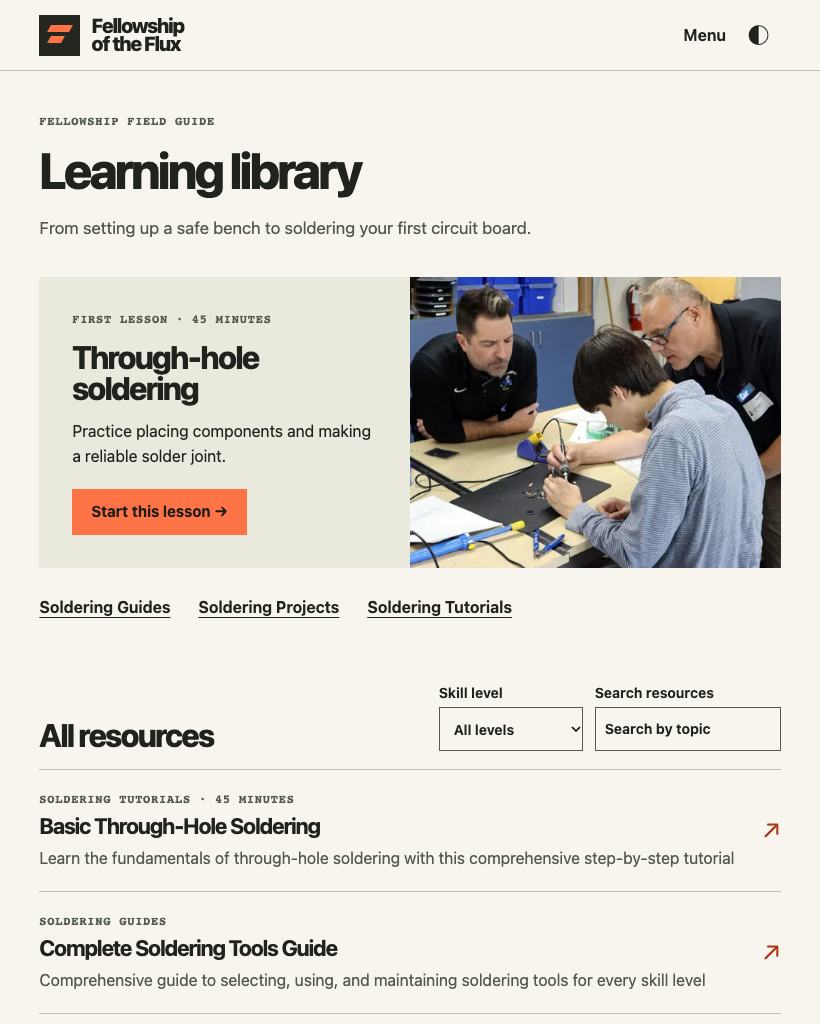 Fellowship
of the Flux
Menu
FELLOWSHIP FIELD GUIDE
Learning library
From setting up a safe bench to soldering your first circuit board.
FIRST LESSON · 45 MINUTES
Through-hole
soldering
Practice placing components and making
a reliable solder joint.
Start this lesson →
Soldering Guides Soldering Projects Soldering Tutorials
Skill level Search resources
All resources
All levels Search by topic
SOLDERING TUTORIALS · 45 MINUTES
Basic Through-Hole Soldering
Learn the fundamentals of through-hole soldering with this comprehensive step-by-step tutorial
SOLDERING GUIDES
Complete Soldering Tools Guide
Comprehensive guide to selecting, using, and maintaining soldering tools for every skill level